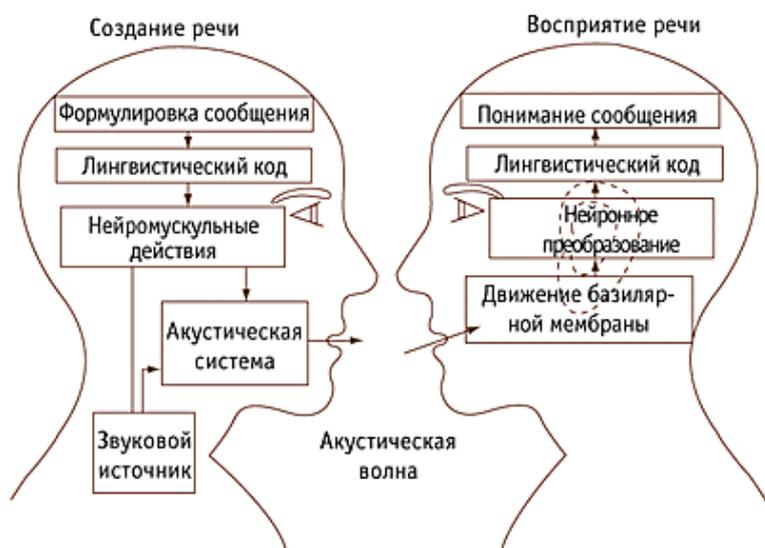 Создание речи
Формулировка сообщения
Лингвистический код
Нейромускульные
действия
Акустическая
система
Звуковой
источник
Акустическая
волна
Восприятие речи
Понимание сообщения
Лингвистический код
Нейронное
преобразование
Движение базиляр-
ной мембраны